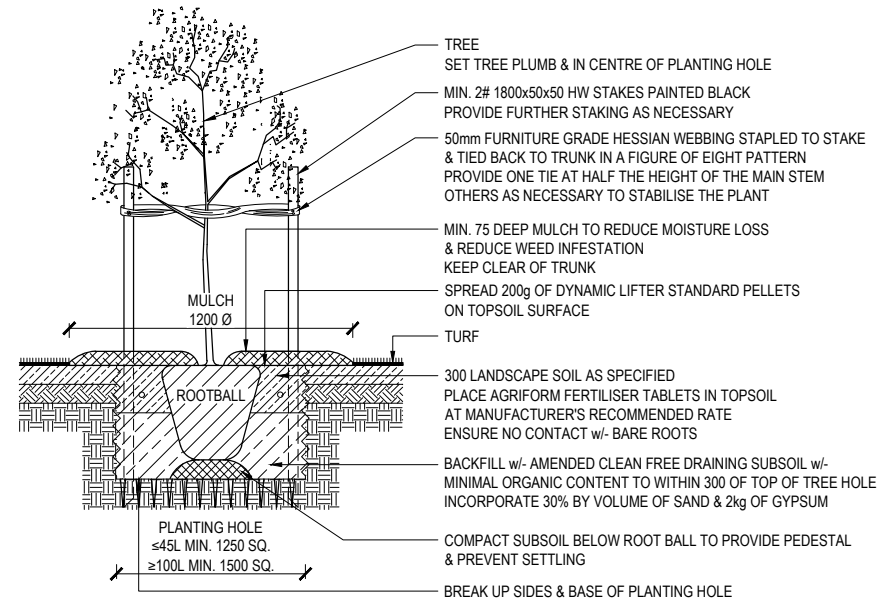 TREE
SET TREE PLUMB & IN CENTRE OF PLANTING HOLE
MIN. 2# 1800x50x50 HW STAKES PAINTED BLACK
PROVIDE FURTHER STAKING AS NECESSARY
50mm FURNITURE GRADE HESSIAN WEBBING STAPLED TO STAKE
& TIED BACK TO TRUNK IN A FIGURE OF EIGHT PATTERN
PROVIDE ONE TIE AT HALF THE HEIGHT OF THE MAIN STEM
OTHERS AS NECESSARY TO STABILISE THE PLANT
MIN. 75 DEEP MULCH TO REDUCE MOISTURE LOSS
& REDUCE WEED INFESTATION
KEEP CLEAR OF TRUNK
SPREAD 200g OF DYNAMIC LIFTER STANDARD PELLETS
ON TOPSOIL SURFACE
TURF
300 LANDSCAPE SOIL AS SPECIFIED
PLACE AGRIFORM FERTILISER TABLETS IN TOPSOIL
AT MANUFACTURER'S RECOMMENDED RATE
ENSURE NO CONTACT w/- BARE ROOTS
BACKFILL w/- AMENDED CLEAN FREE DRAINING SUBSOIL w/-
MINIMAL ORGANIC CONTENT TO WITHIN 300 OF TOP OF TREE HOLE
INCORPORATE 30% BY VOLUME OF SAND & 2kg OF GYPSUM
COMPACT SUBSOIL BELOW ROOT BALL TO PROVIDE PEDESTAL
& PREVENT SETTLING
BREAK UP SIDES & BASE OF PLANTING HOLE
MULCH
1200 Ø
ROOTBALL
PLANTING HOLE
≤45L MIN. 1250 SQ.
≥100L MIN. 1500 SQ.